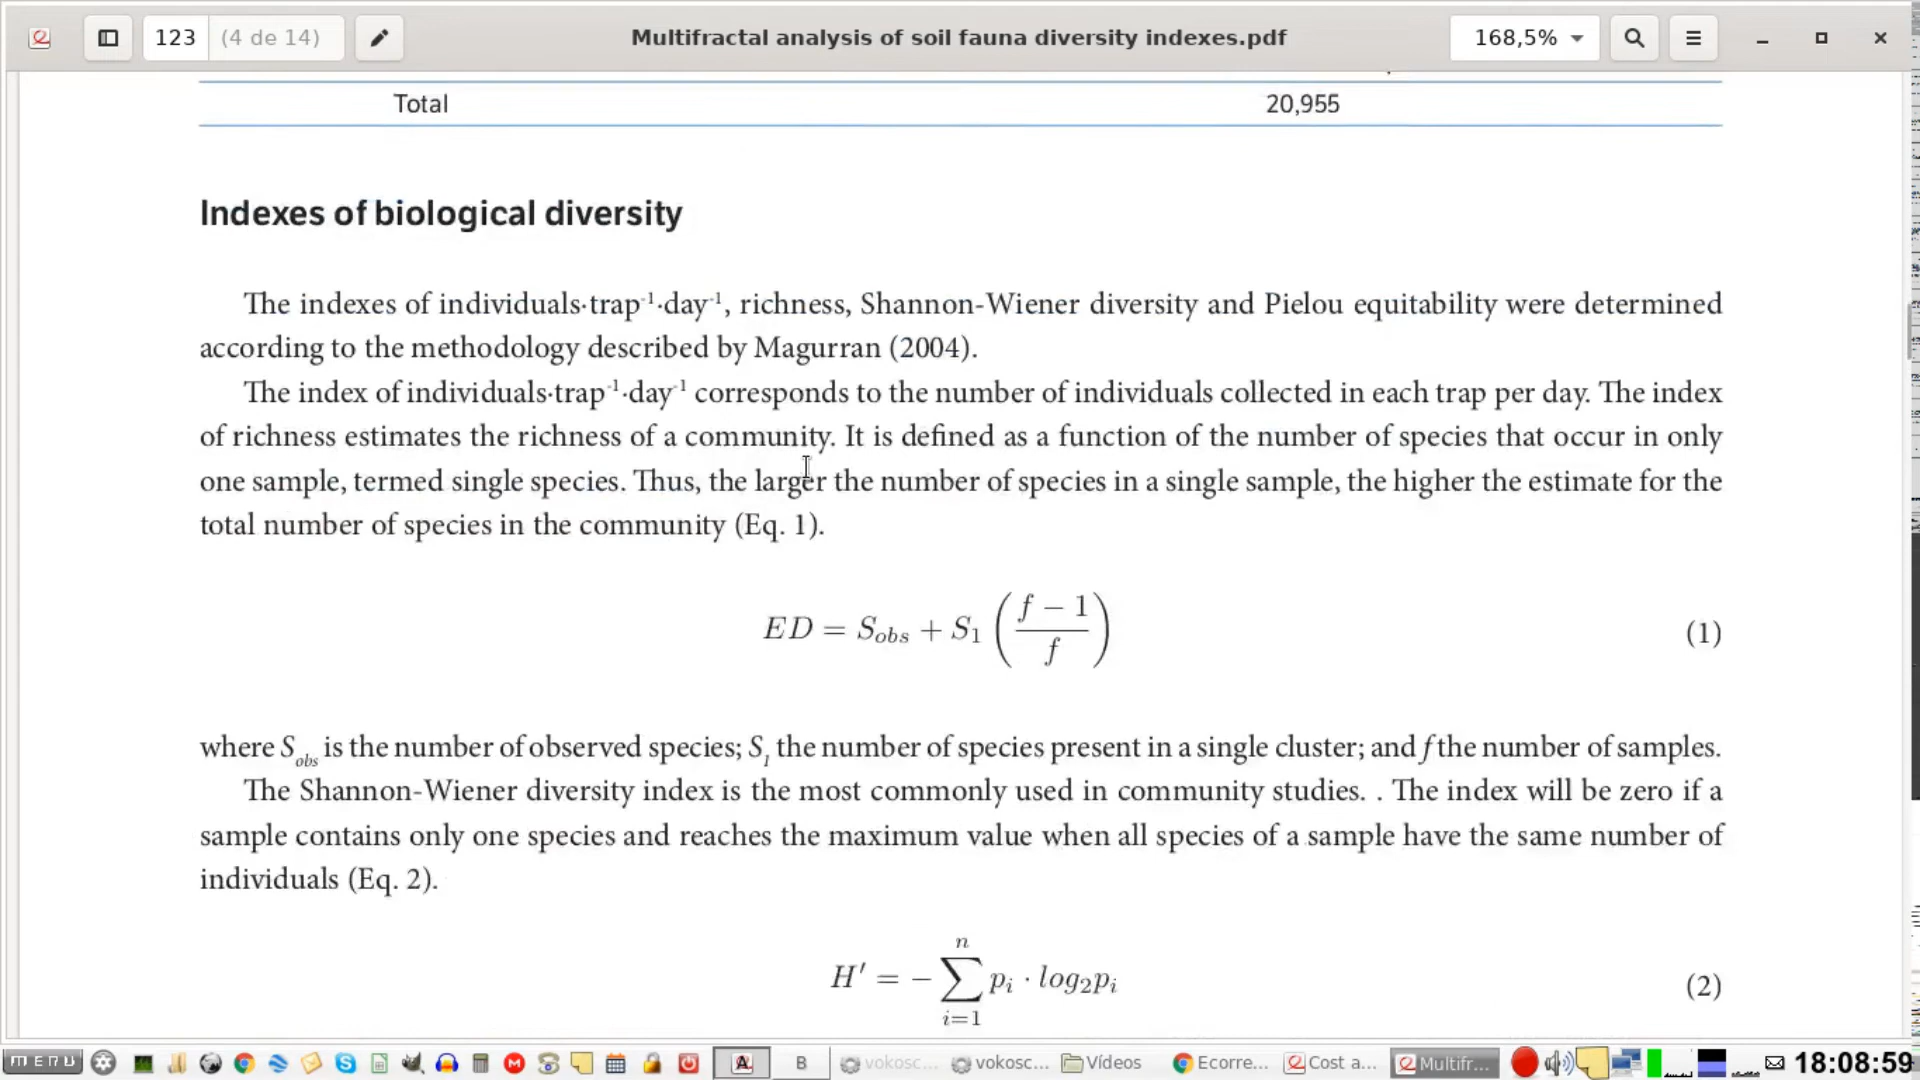 123 (4 de 14) Multifractal analysis of soil fauna diversity indexes.pdf 168,5%
Total 20,955
Indexes of biological diversity
The indexes of individuals·trap⁻¹·day⁻¹, richness, Shannon-Wiener diversity and Pielou equitability were determined
according to the methodology described by Magurran (2004).
The index of individuals·trap⁻¹·day⁻¹ corresponds to the number of individuals collected in each trap per day. The index
of richness estimates the richness of a community. It is defined as a function of the number of species that occur in only
one sample, termed single species. Thus, the larger the number of species in a single sample, the higher the estimate for the
total number of species in the community (Eq. 1).
ED = S_obs + S_1 ( (f − 1) / f ) (1)
where S_obs is the number of observed species; S_1 the number of species present in a single cluster; and f the number of samples.
The Shannon-Wiener diversity index is the most commonly used in community studies. . The index will be zero if a
sample contains only one species and reaches the maximum value when all species of a sample have the same number of
individuals (Eq. 2).
H' = − ∑_{i=1}^{n} p_i · log_2 p_i (2)
MENU A B vokosc... vokosc... Vídeos Ecorre... Cost a... Multifr... 18:08:59